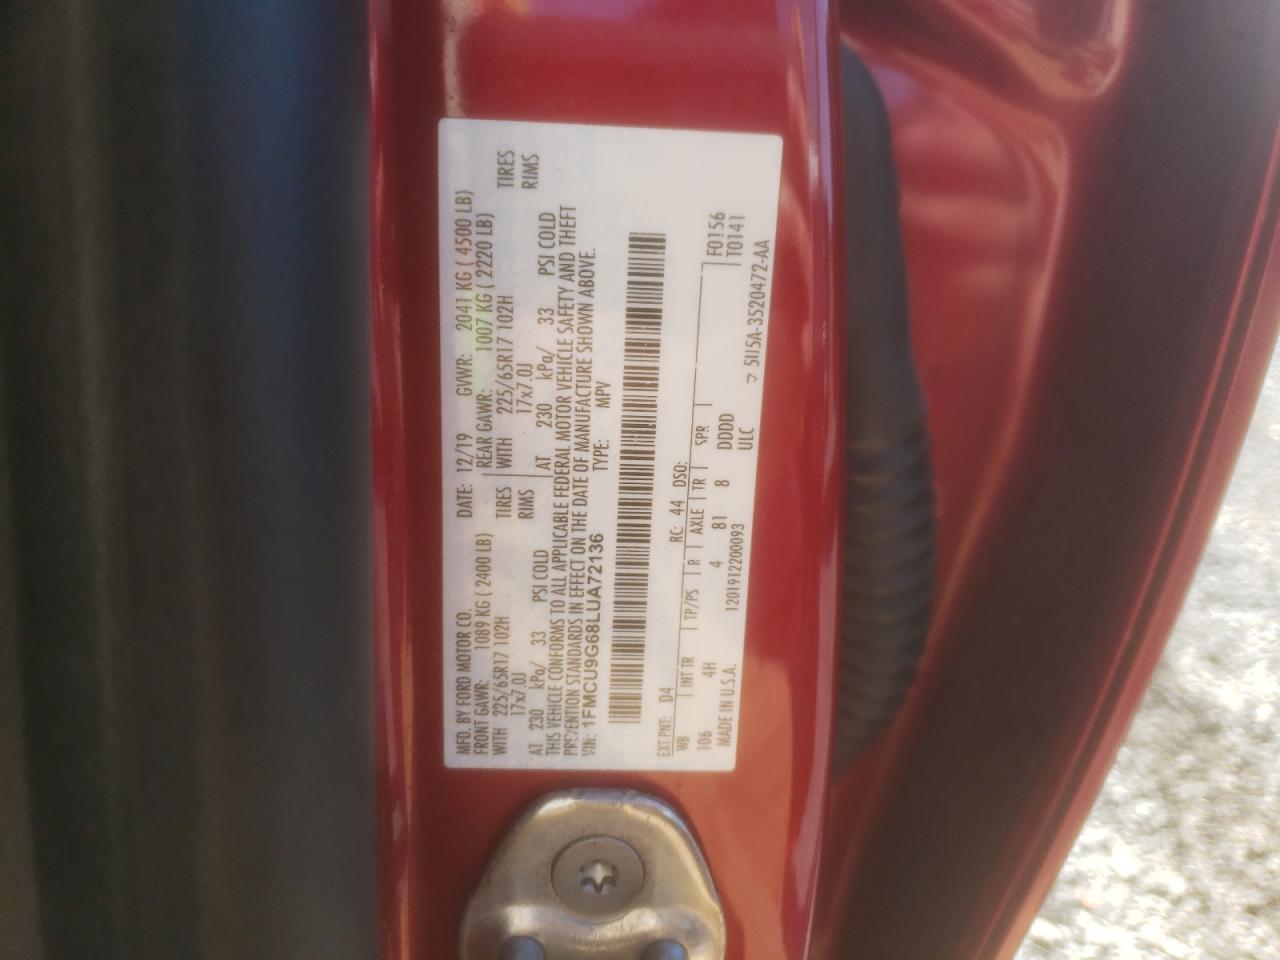 MFD. BY FORD MOTOR CO. DATE: 12/19 GVWR: 2041 KG ( 4500 LB)
FRONT GAWR: 1089 KG ( 2400 LB) REAR GAWR: 1007 KG ( 2220 LB)
WITH 225/65R17 102H TIRES WITH 225/65R17 102H TIRES
17x7.0J RIMS 17x7.0J RIMS
AT 230 kPa/ 33 PSI COLD AT 230 kPa/ 33 PSI COLD
THIS VEHICLE CONFORMS TO ALL APPLICABLE FEDERAL MOTOR VEHICLE SAFETY AND THEFT
PREVENTION STANDARDS IN EFFECT ON THE DATE OF MANUFACTURE SHOWN ABOVE.
VIN: 1FMCU9G68LUA72136 TYPE: MPV
EXT PNT: D4 RC: 44 DSO: F0156
WB INT TR TP/PS R AXLE TR SPR T0141
106 4H 4 81 8 DDDD
MADE IN U.S.A. 1201912200093 ULC 5U5A-3520472-AA